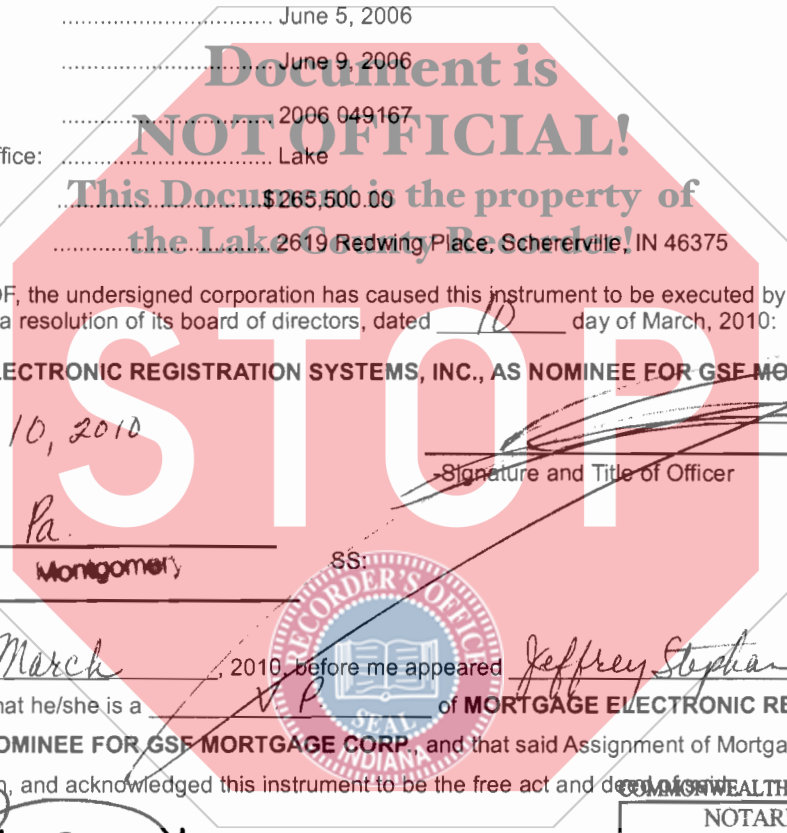 ................................ June 5, 2006
Document is
................................ June 9, 2006
................................ 2006 049167
NOT OFFICIAL!
ffice: ................................ Lake
This Document is the property of
................................ $265,500.00
the Lake County Recorder!
................................ 2619 Redwing Place, Schererville, IN 46375
OF, the undersigned corporation has caused this instrument to be executed by
a resolution of its board of directors, dated 10 day of March, 2010:
LECTRONIC REGISTRATION SYSTEMS, INC., AS NOMINEE FOR GSF MO
STOP
10, 2010
Signature and Title of Officer
Pa.
Montgomery SS:
RECORDER'S OFFICE
March, 2010, before me appeared Jeffrey Stephan
hat he/she is a V P of MORTGAGE ELECTRONIC RE
SEAL
OMINEE FOR GSF MORTGAGE CORP., and that said Assignment of Mortga
INDIANA
n, and acknowledged this instrument to be the free act and deed of said
COMMONWEALTH
NOTAR